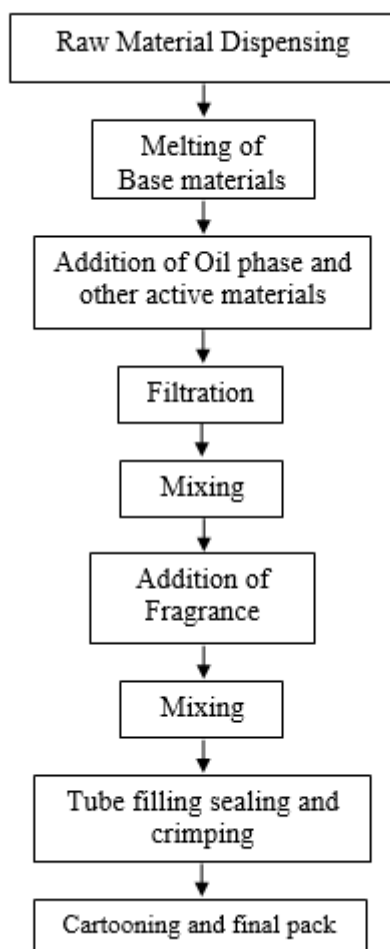 Raw Material Dispensing
Melting of
Base materials
Addition of Oil phase and
other active materials
Filtration
Mixing
Addition of
Fragrance
Mixing
Tube filling sealing and
crimping
Cartooning and final pack